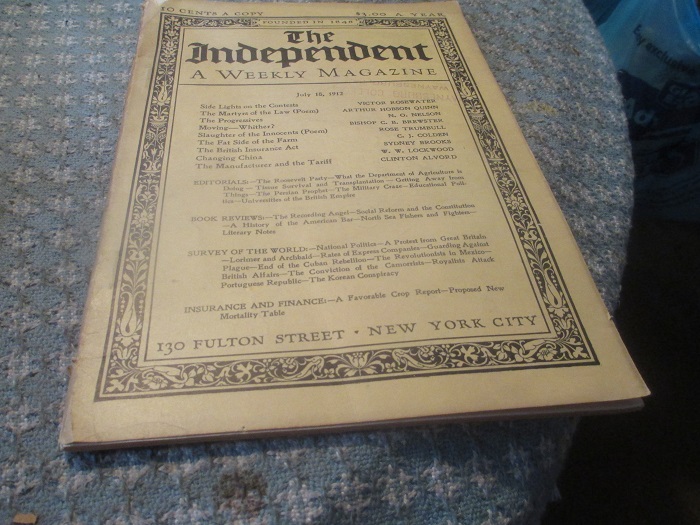 10 CENTS A COPY $3.00 A YEAR
FOUNDED IN 1848
The
Independent
A WEEKLY MAGAZINE
July 18, 1912
Side Lights on the Contests VICTOR ROSEWATER
The Martyrs of the Law (Poem) ARTHUR HOBSON QUINN
The Progressives N. O. NELSON
Moving—Whither? BISHOP C. B. BREWSTER
Slaughter of the Innocents (Poem) ROSE TRUMBULL
The Fat Side of the Farm C. J. COLDEN
The British Insurance Act SYDNEY BROOKS
Changing China W. W. LOCKWOOD
The Manufacturer and the Tariff CLINTON ALVORD
EDITORIALS:—The Roosevelt Party—What the Department of Agriculture is
Doing—Tissue Survival and Transplantation—Getting Away from
Things—The Persian Prophet—The Military Craze—Educational Poli-
tics—Universities of the British Empire
BOOK REVIEWS:—The Recording Angel—Social Reform and the Constitution
—A History of the American Bar—North Sea Fishers and Fighters—
Literary Notes
SURVEY OF THE WORLD:—National Politics—A Protest from Great Britain
—Lorimer and Archbald—Rates of Express Companies—Guarding Against
Plague—End of the Cuban Rebellion—The Revolutionists in Mexico—
British Affairs—The Conviction of the Camorrists—Royalists Attack
Portuguese Republic—The Korean Conspiracy
INSURANCE AND FINANCE:—A Favorable Crop Report—Proposed New
Mortality Table
130 FULTON STREET · NEW YORK CITY